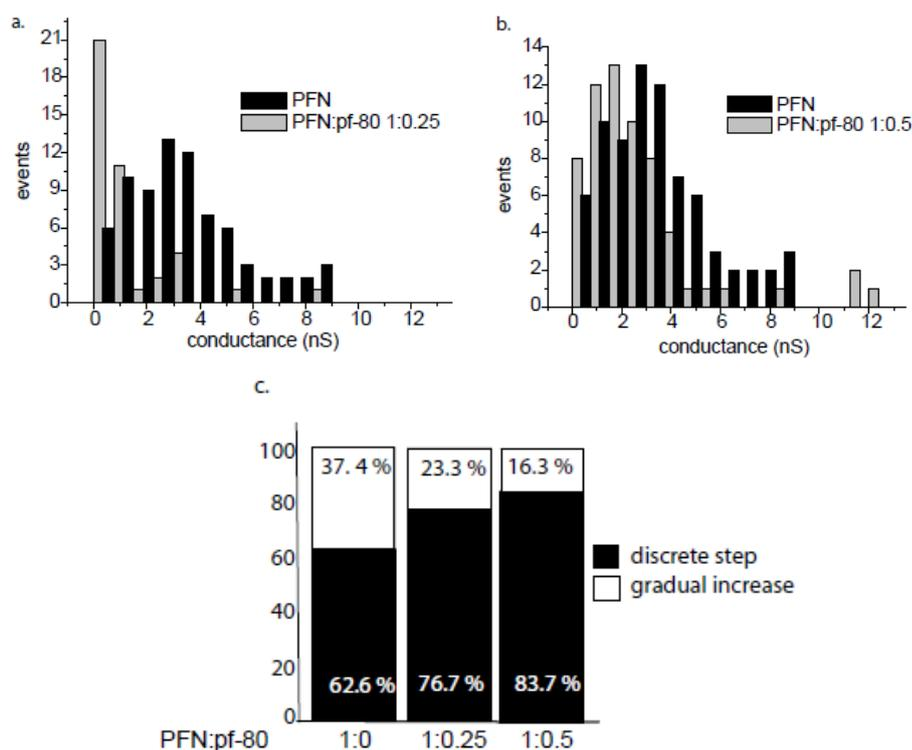 a.
21
18
15
12
9
6
3
0
events
PFN
PFN:pf-80 1:0.25
0 2 4 6 8 10 12
conductance (nS)
b.
14
12
10
8
6
4
2
0
events
PFN
PFN:pf-80 1:0.5
0 2 4 6 8 10 12
conductance (nS)
c.
100
80
60
40
20
0
37. 4 % 23.3 % 16.3 %
62.6 % 76.7 % 83.7 %
discrete step
gradual increase
PFN:pf-80 1:0 1:0.25 1:0.5